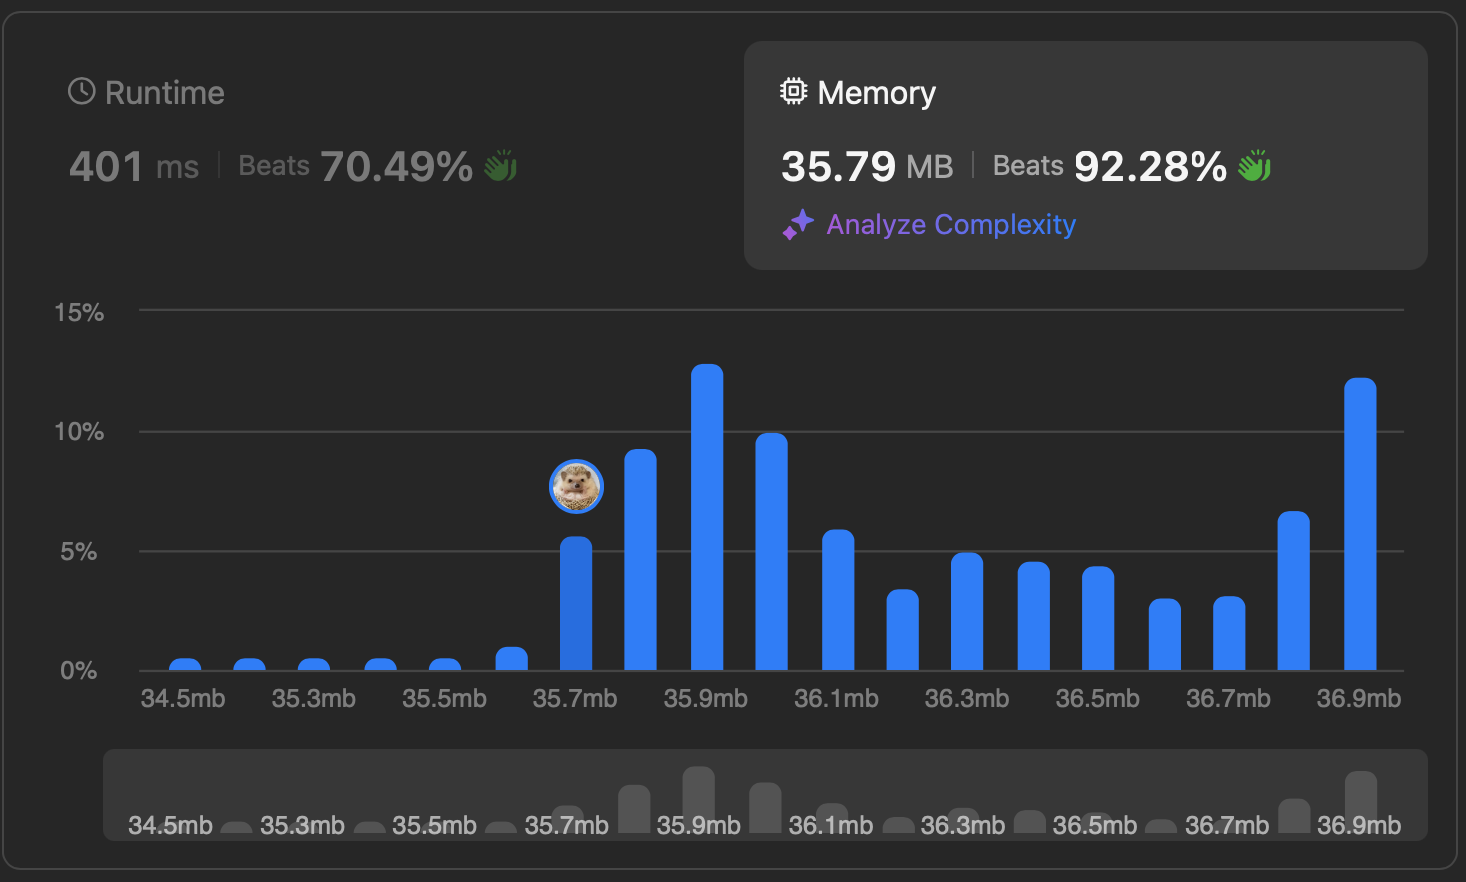 Runtime
401 ms | Beats 70.49%
Memory
35.79 MB | Beats 92.28%
Analyze Complexity
15%
10%
5%
0%
34.5mb 35.3mb 35.5mb 35.7mb 35.9mb 36.1mb 36.3mb 36.5mb 36.7mb 36.9mb
34.5mb 35.3mb 35.5mb 35.7mb 35.9mb 36.1mb 36.3mb 36.5mb 36.7mb 36.9mb